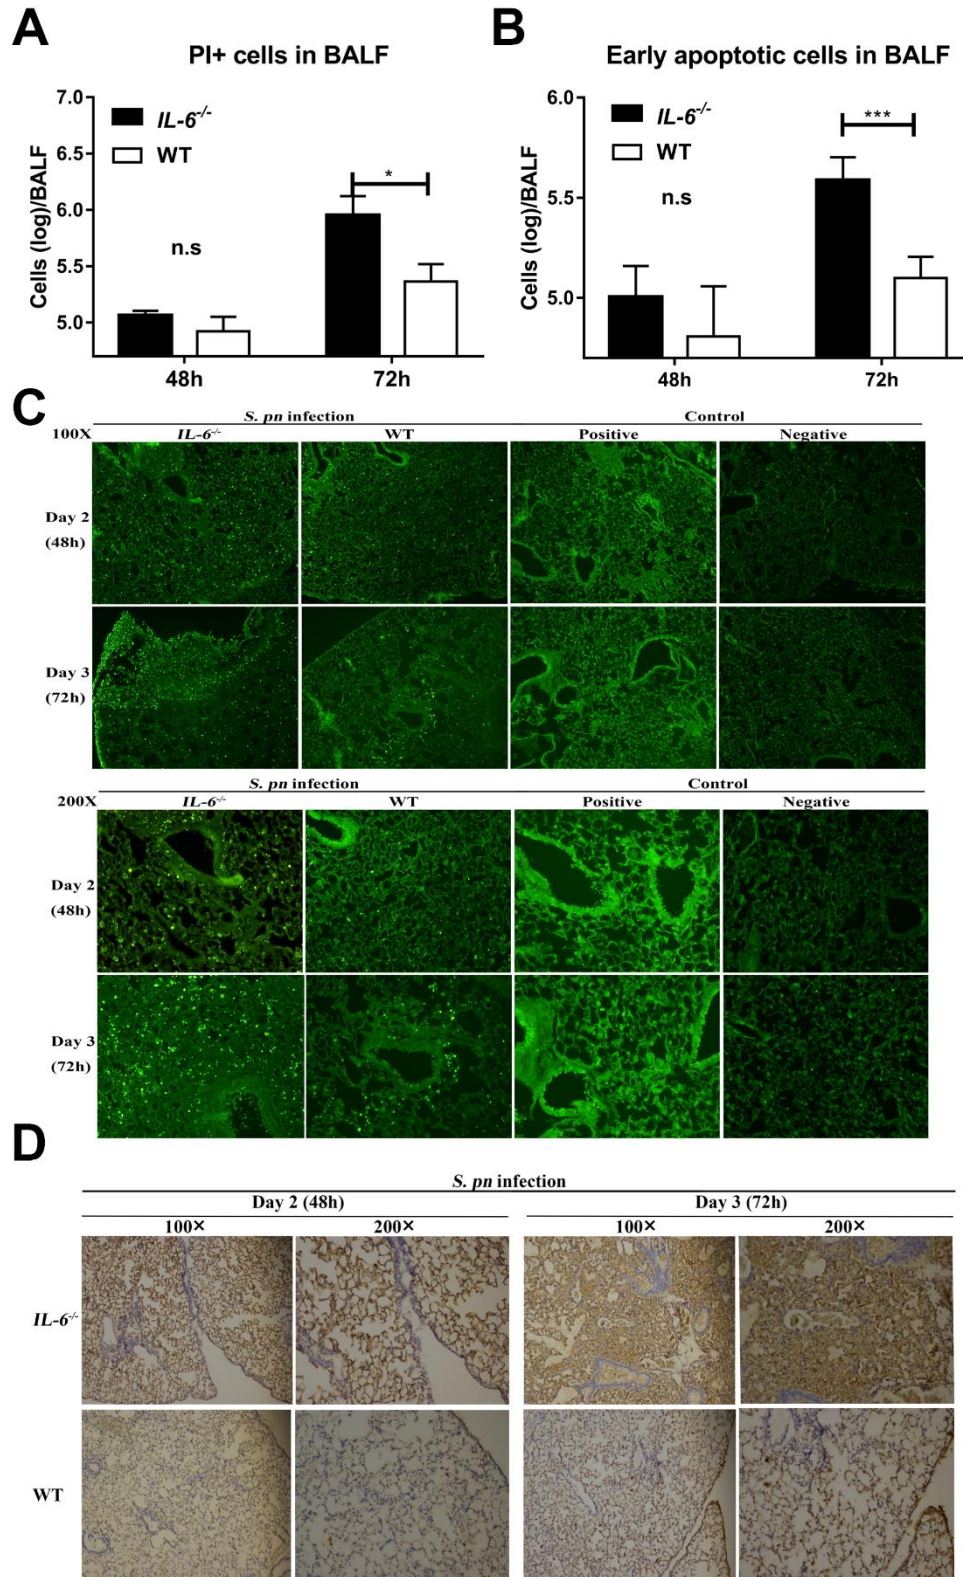 A
B
PI+ cells in BALF
Early apoptotic cells in BALF
Cells (log)/BALF
7.0
6.5
6.0
5.5
5.0
IL-6-/-
WT
n.s
*
48h
72h
Cells (log)/BALF
6.0
5.5
5.0
IL-6-/-
WT
n.s
***
48h
72h
C
S. pn infection
Control
100X
IL-6-/-
WT
Positive
Negative
Day 2
(48h)
Day 3
(72h)
S. pn infection
Control
200X
IL-6-/-
WT
Positive
Negative
Day 2
(48h)
Day 3
(72h)
D
S. pn infection
Day 2 (48h)
Day 3 (72h)
100×
200×
100×
200×
IL-6-/-
WT